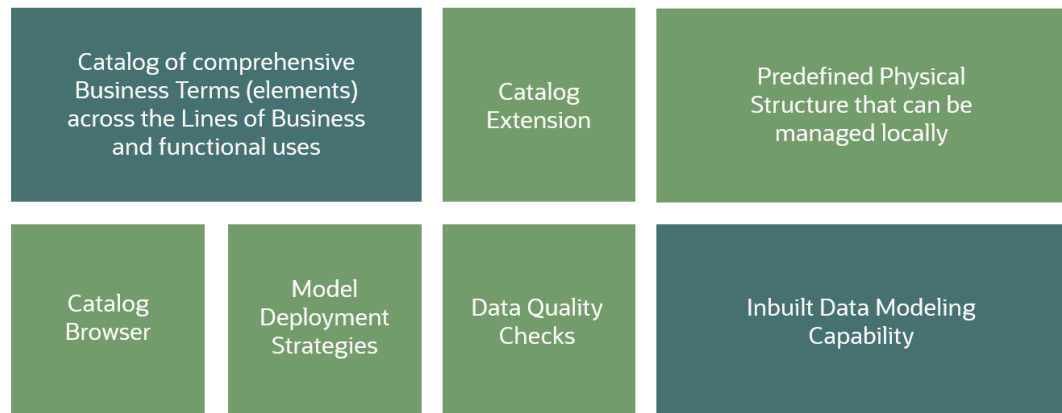 Catalog of comprehensive
Business Terms (elements)
across the Lines of Business
and functional uses
Catalog
Extension
Predefined Physical
Structure that can be
managed locally
Catalog
Browser
Model
Deployment
Strategies
Data Quality
Checks
Inbuilt Data Modeling
Capability